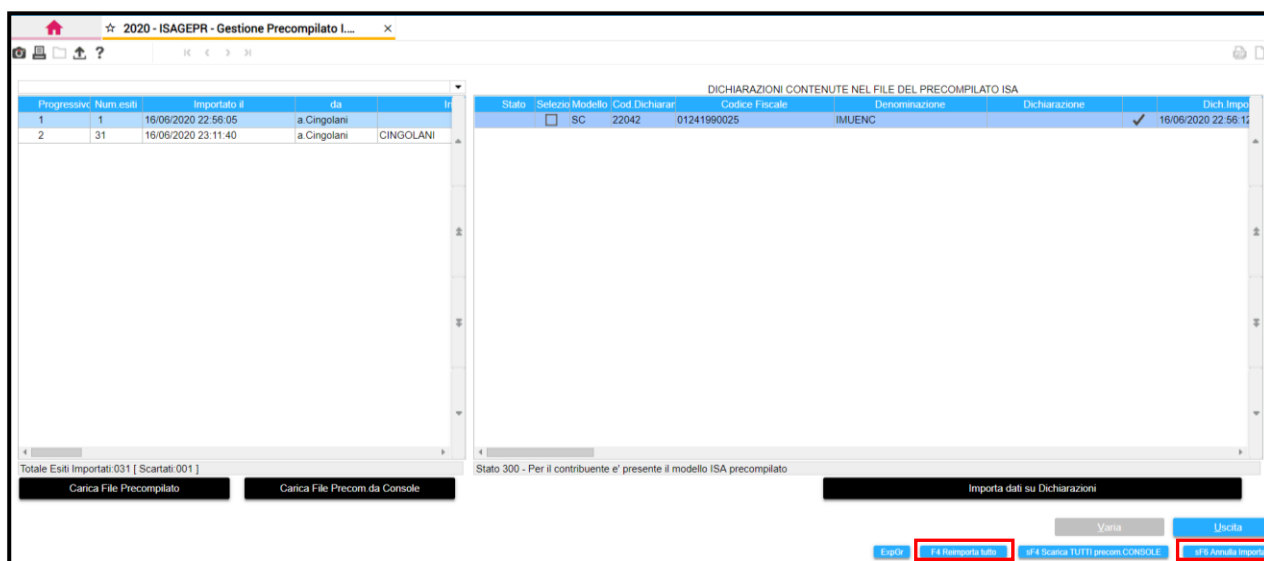 ☆ 2020 - ISAGEPR - Gestione Precompilato I.... ×
?
DICHIARAZIONI CONTENUTE NEL FILE DEL PRECOMPILATO ISA
Progressivo Num.esiti Importato il da In
1 1 16/06/2020 22:56:05 a.Cingolani
2 31 16/06/2020 23:11:40 a.Cingolani CINGOLANI
Stato Selezio Modello Cod.Dichiarar Codice Fiscale Denominazione Dichiarazione Dich.Impo
SC 22042 01241990025 IMUENC ✓ 16/06/2020 22:56:12
Totale Esiti Importati:031 [ Scartati:001 ]
Stato 300 - Per il contribuente e' presente il modello ISA precompilato
Carica File Precompilato Carica File Precom.da Console Importa dati su Dichiarazioni
Varia Uscita
ExpOr F4 Reimporta tutto sF4 Scarica TUTTI precom.CONSOLE sF6 Annulla Importa